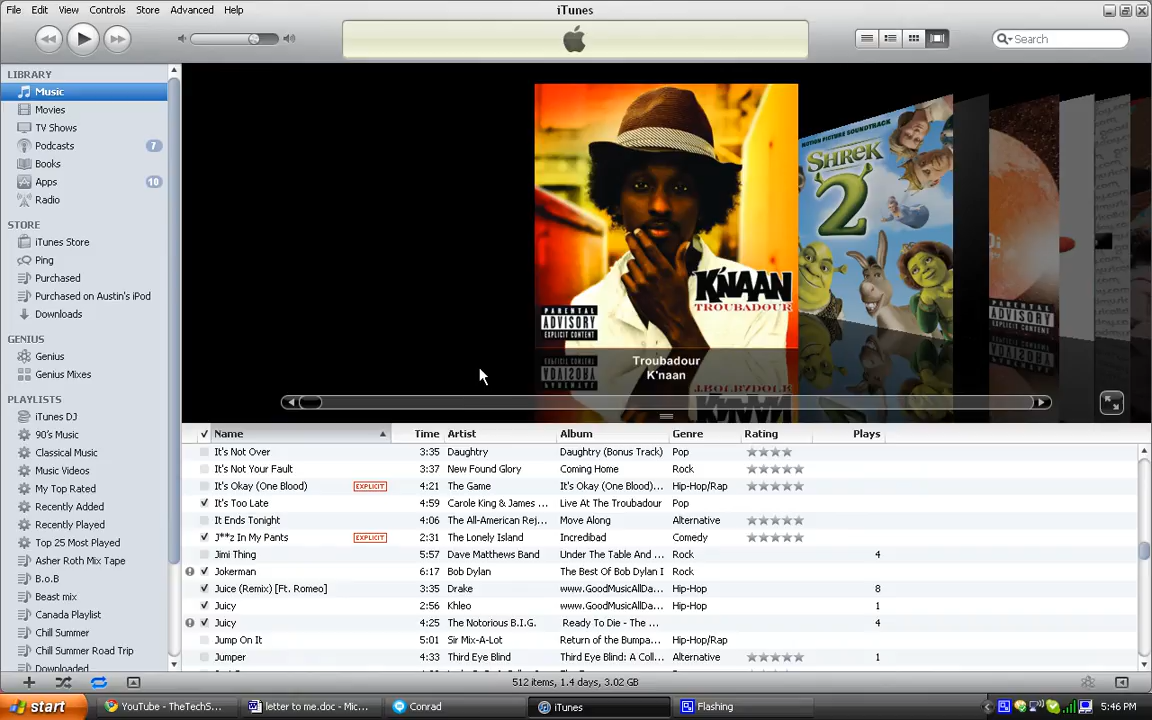 File Edit View Controls Store Advanced Help
iTunes
Search
LIBRARY
Music
Movies
TV Shows
Podcasts 7
Books
Apps 10
Radio
STORE
iTunes Store
Ping
Purchased
Purchased on Austin's iPod
Downloads
GENIUS
Genius
Genius Mixes
PLAYLISTS
iTunes DJ
90's Music
Classical Music
Music Videos
My Top Rated
Recently Added
Recently Played
Top 25 Most Played
Asher Roth Mix Tape
B.o.B
Beast mix
Canada Playlist
Chill Summer
Chill Summer Road Trip
Downloaded
MOTION PICTURE SOUNDTRACK
SHREK
2
K'NAAN
TROUBADOUR
PARENTAL
ADVISORY
EXPLICIT CONTENT
PARENTAL
ADVISORY
Troubadour
K'naan
Name Time Artist Album Genre Rating Plays
It's Not Over 3:35 Daughtry Daughtry (Bonus Track) Pop
It's Not Your Fault 3:37 New Found Glory Coming Home Rock
It's Okay (One Blood) EXPLICIT 4:21 The Game It's Okay (One Blood)... Hip-Hop/Rap
It's Too Late 4:59 Carole King & James ... Live At The Troubadour Pop
It Ends Tonight 4:06 The All-American Rej... Move Along Alternative
J**z In My Pants EXPLICIT 2:31 The Lonely Island Incredibad Comedy
Jimi Thing 5:57 Dave Matthews Band Under The Table And ... Rock 4
Jokerman 6:17 Bob Dylan The Best Of Bob Dylan I Rock
Juice (Remix) [Ft. Romeo] 3:35 Drake www.GoodMusicAllDa... Hip-Hop 8
Juicy 2:56 Khleo www.GoodMusicAllDa... Hip-Hop 1
Juicy 4:25 The Notorious B.I.G. Ready To Die - The ... 4
Jump On It 5:01 Sir Mix-A-Lot Return of the Bumpa... Hip-Hop/Rap
Jumper 4:33 Third Eye Blind Third Eye Blind: A Coll... Alternative 1
512 items, 1.4 days, 3.02 GB
start YouTube - TheTechS... letter to me.doc - Mic... Conrad iTunes Flashing 5:46 PM